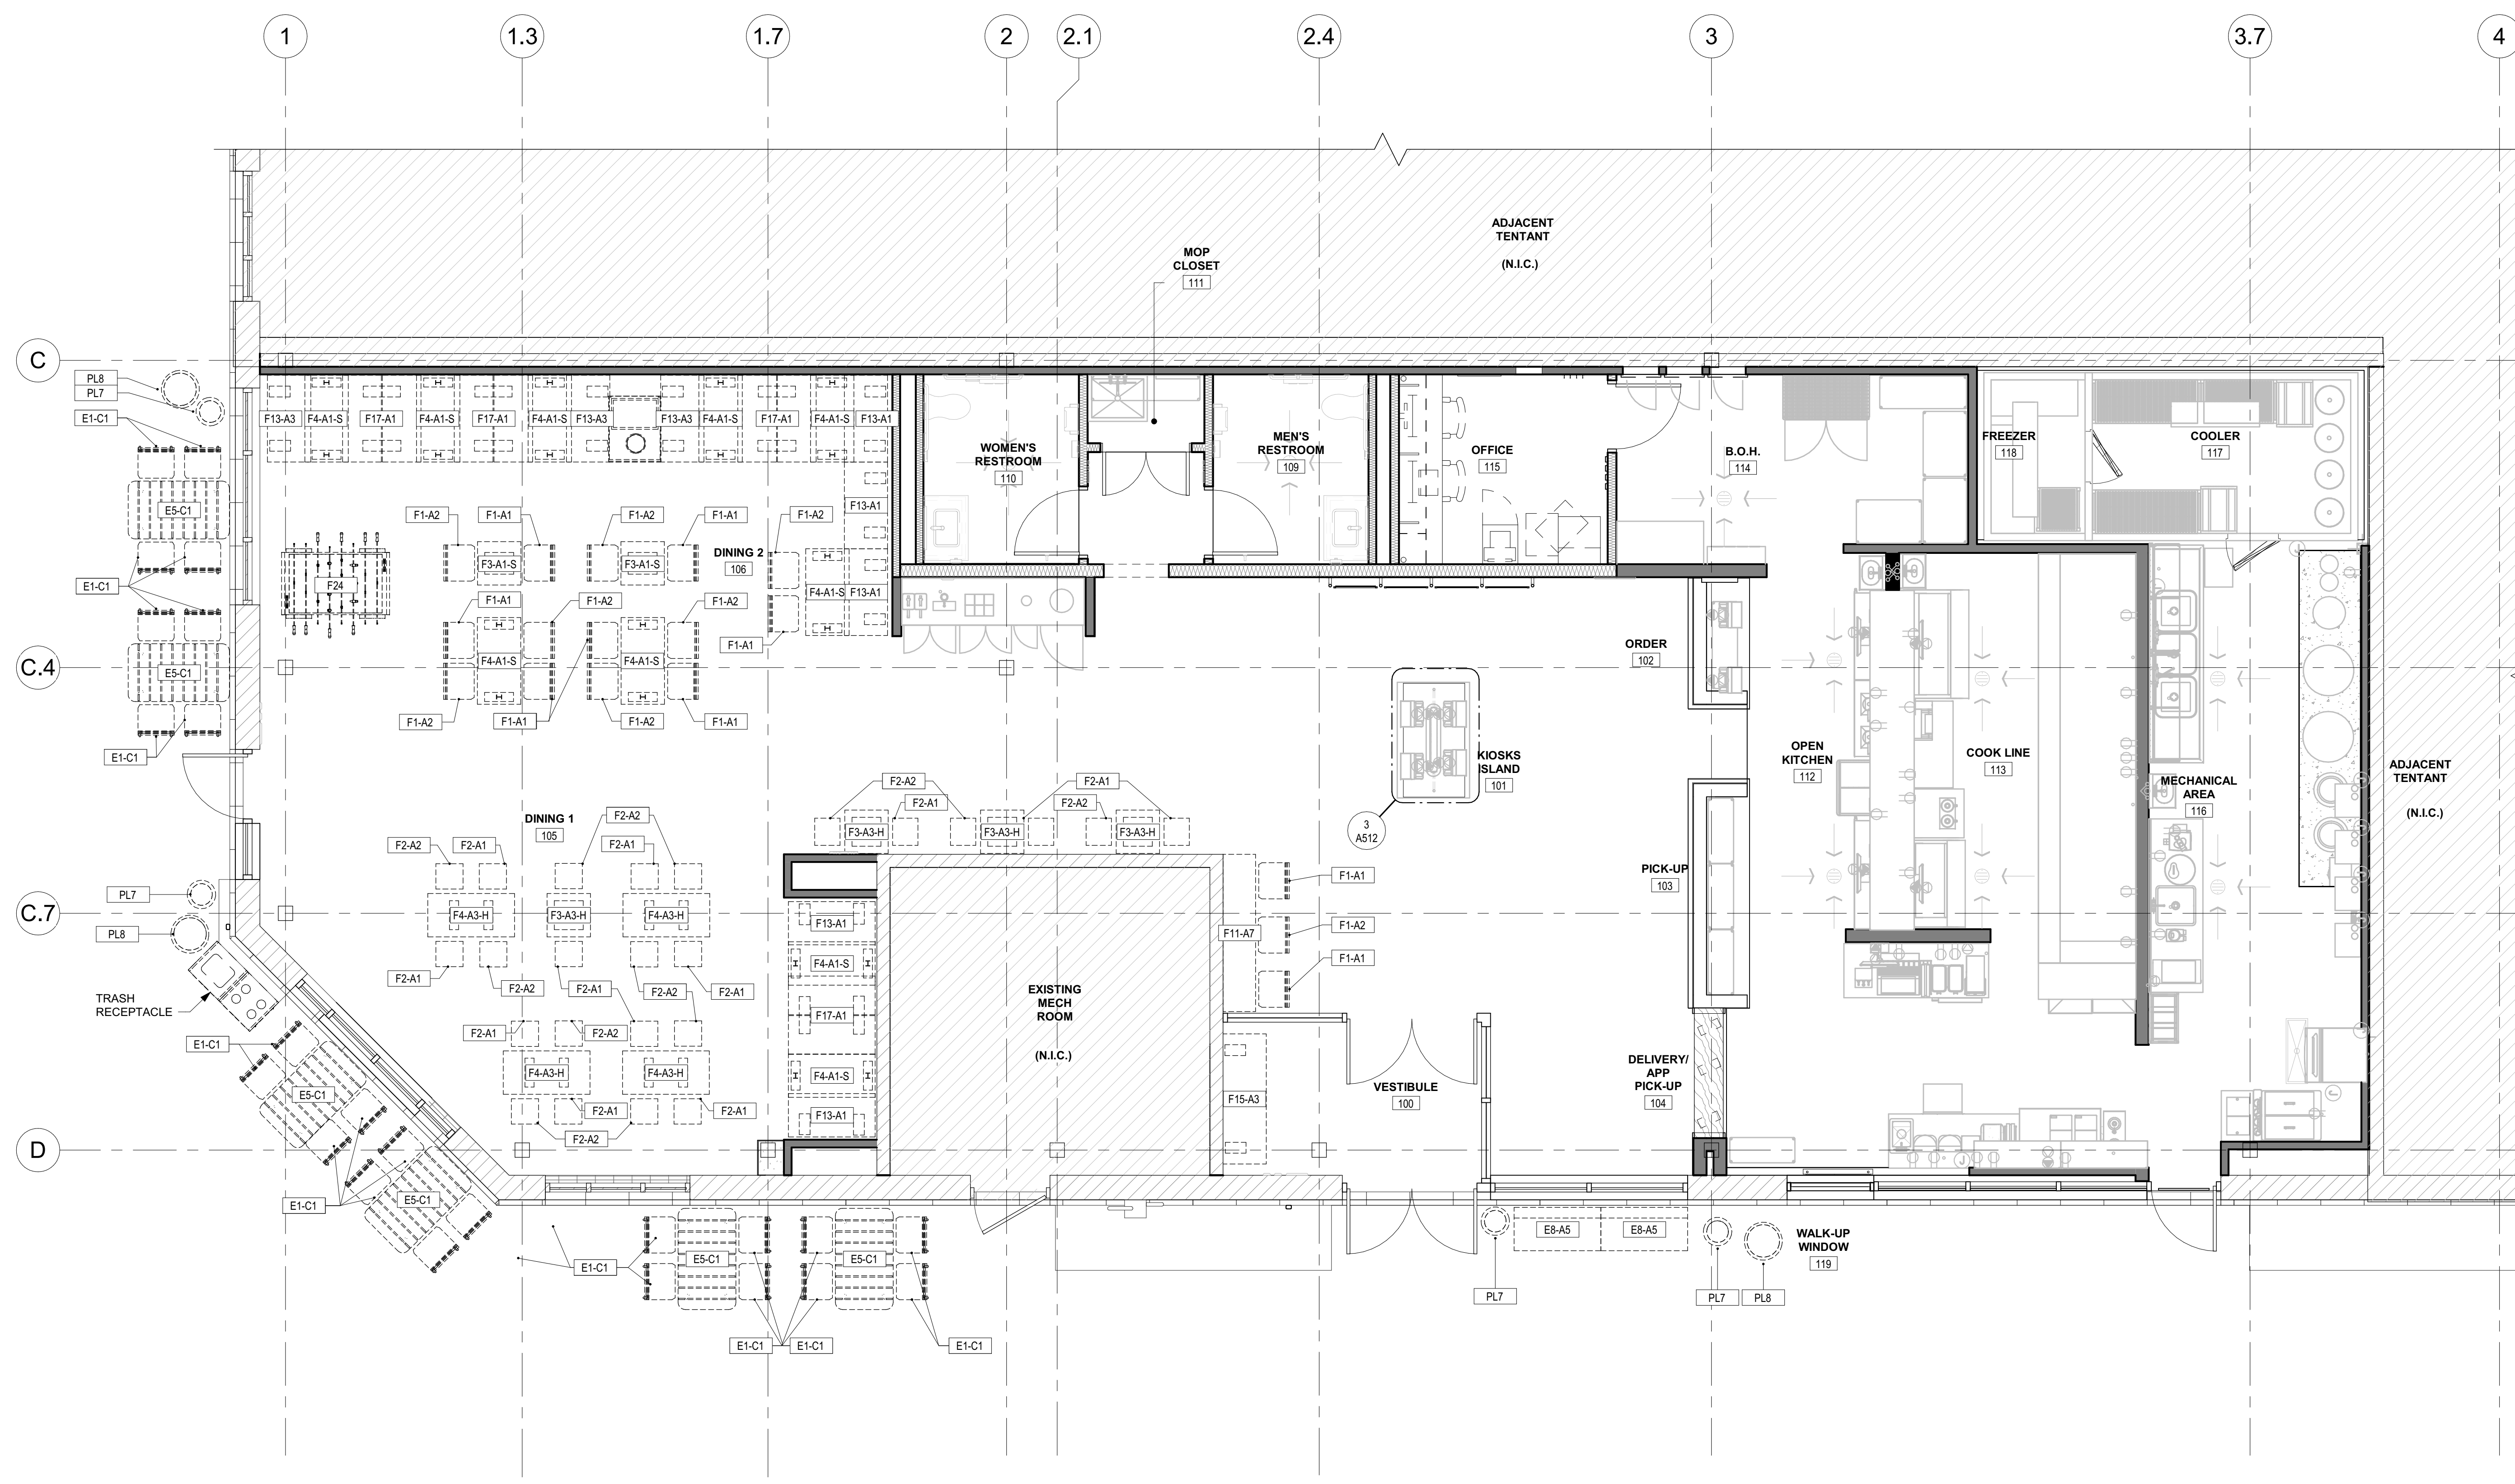 1
1.3
1.7
2
2.1
2.4
3
3.7
4
ADJACENT
TENTANT
(N.I.C.)
MOP
CLOSET
111
C
PL8
PL7
E1-C1
F13-A3
F4-A1-S
F17-A1
F4-A1-S
F17-A1
F4-A1-S
F13-A3
F13-A3
F4-A1-S
F17-A1
F4-A1-S
F13-A1
WOMEN'S
RESTROOM
110
MEN'S
RESTROOM
109
OFFICE
115
B.O.H.
114
FREEZER
118
COOLER
117
E5-C1
F1-A2
F1-A1
F1-A2
F1-A1
F1-A2
F13-A1
DINING 2
106
F3-A1-S
F3-A1-S
E1-C1
F24
F4-A1-S
F13-A1
F1-A1
F1-A2
F1-A2
F1-A1
ORDER
102
C.4
E5-C1
F4-A1-S
F4-A1-S
F1-A2
F1-A1
F1-A2
F1-A1
E1-C1
KIOSKS
ISLAND
101
OPEN
KITCHEN
112
COOK LINE
113
MECHANICAL
AREA
116
ADJACENT
TENTANT
(N.I.C.)
F2-A2
F2-A1
F2-A1
F2-A2
F3-A3-H
F3-A3-H
F3-A3-H
3
A512
DINING 1
105
F2-A2
F2-A2
F2-A1
F2-A1
PICK-UP
103
F1-A1
PL7
C.7
PL8
F4-A3-H
F3-A3-H
F4-A3-H
F13-A1
F11-A7
F1-A2
F1-A1
F4-A1-S
F2-A1
F2-A2
F2-A1
F2-A2
F2-A1
TRASH
RECEPTACLE
EXISTING
MECH
ROOM
(N.I.C.)
F17-A1
F2-A1
F2-A2
E1-C1
F4-A3-H
F4-A3-H
F4-A1-S
E5-C1
F15-A3
VESTIBULE
100
DELIVERY/
APP
PICK-UP
104
F2-A1
F2-A1
F13-A1
F2-A2
D
E1-C1
E5-C1
E1-C1
E5-C1
E5-C1
E8-A5
E8-A5
WALK-UP
WINDOW
119
PL7
PL7
PL8
E1-C1
E1-C1
E1-C1